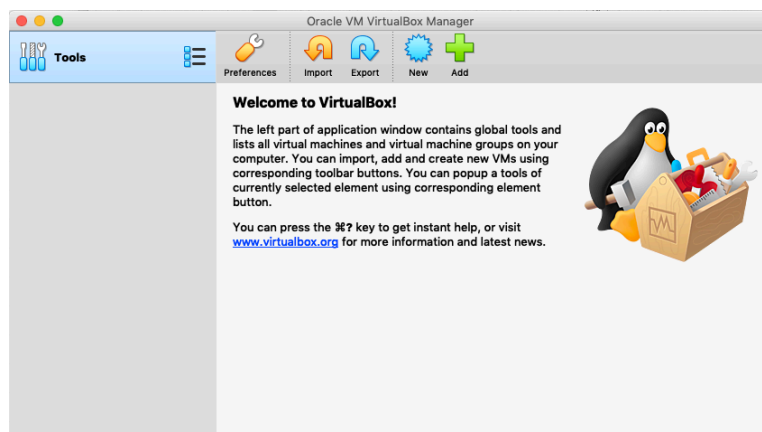 Oracle VM VirtualBox Manager
Tools
Preferences
Import
Export
New
Add
Welcome to VirtualBox!
The left part of application window contains global tools and
lists all virtual machines and virtual machine groups on your
computer. You can import, add and create new VMs using
corresponding toolbar buttons. You can popup a tools of
currently selected element using corresponding element
button.
You can press the ⌘? key to get instant help, or visit
www.virtualbox.org for more information and latest news.